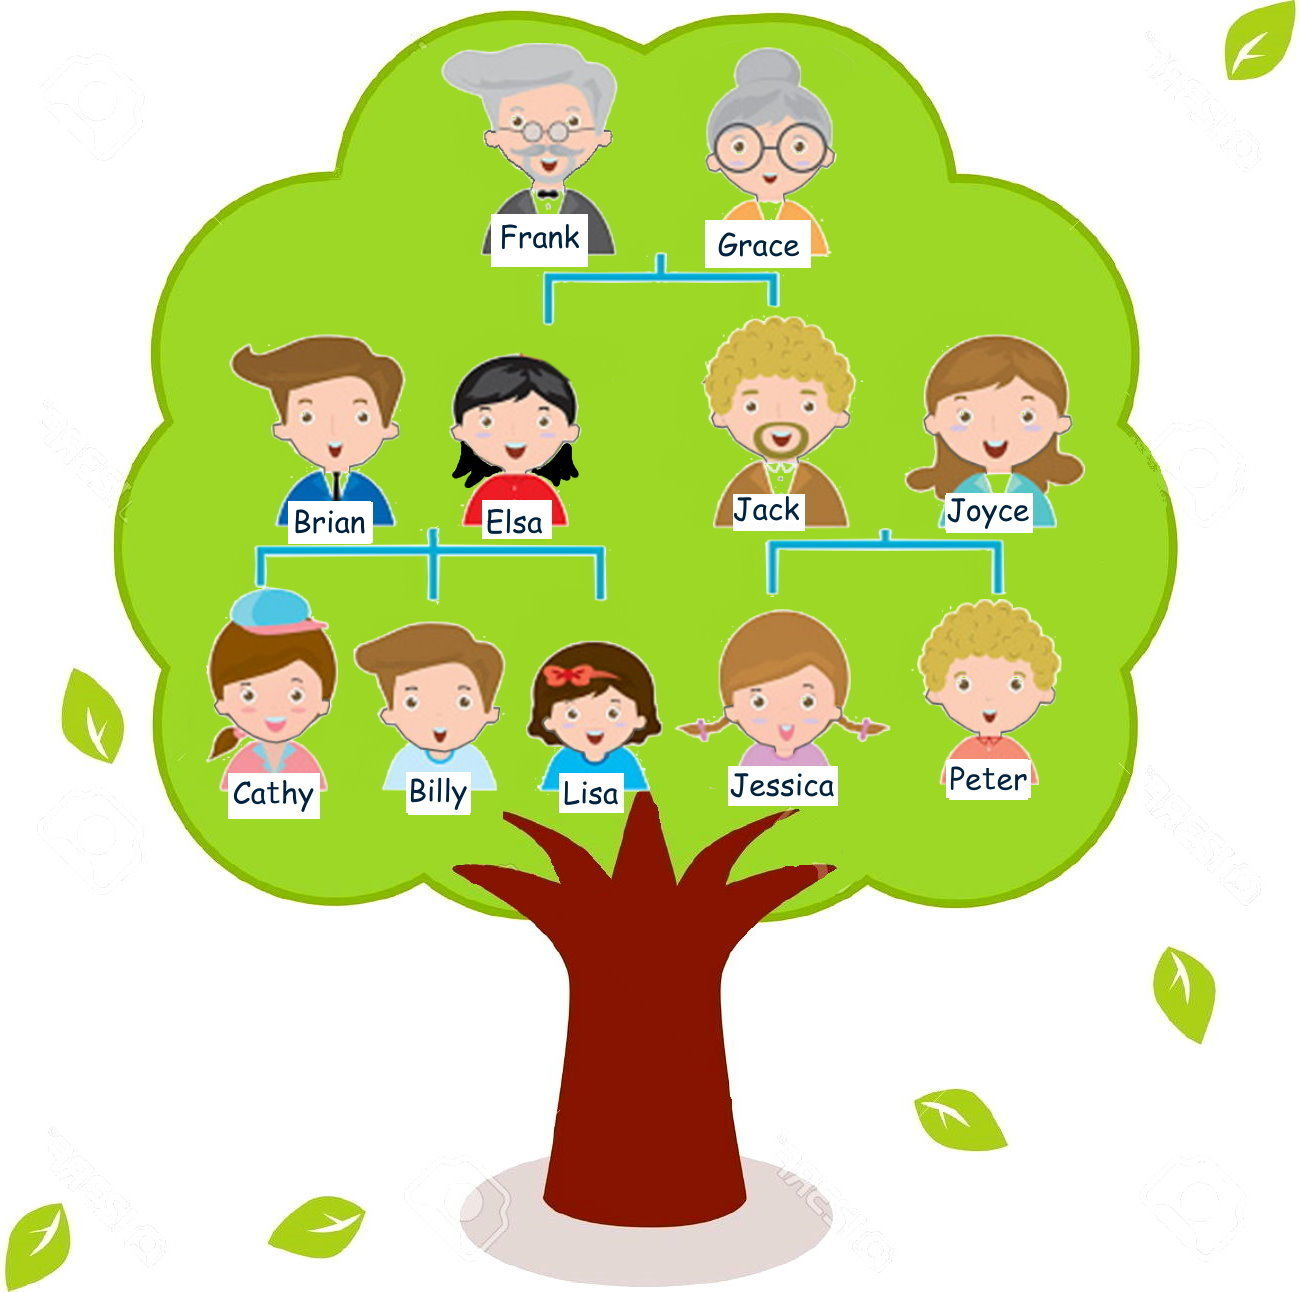 Frank
Grace
Brian
Elsa
Jack
Joyce
Cathy
Billy
Lisa
Jessica
Peter